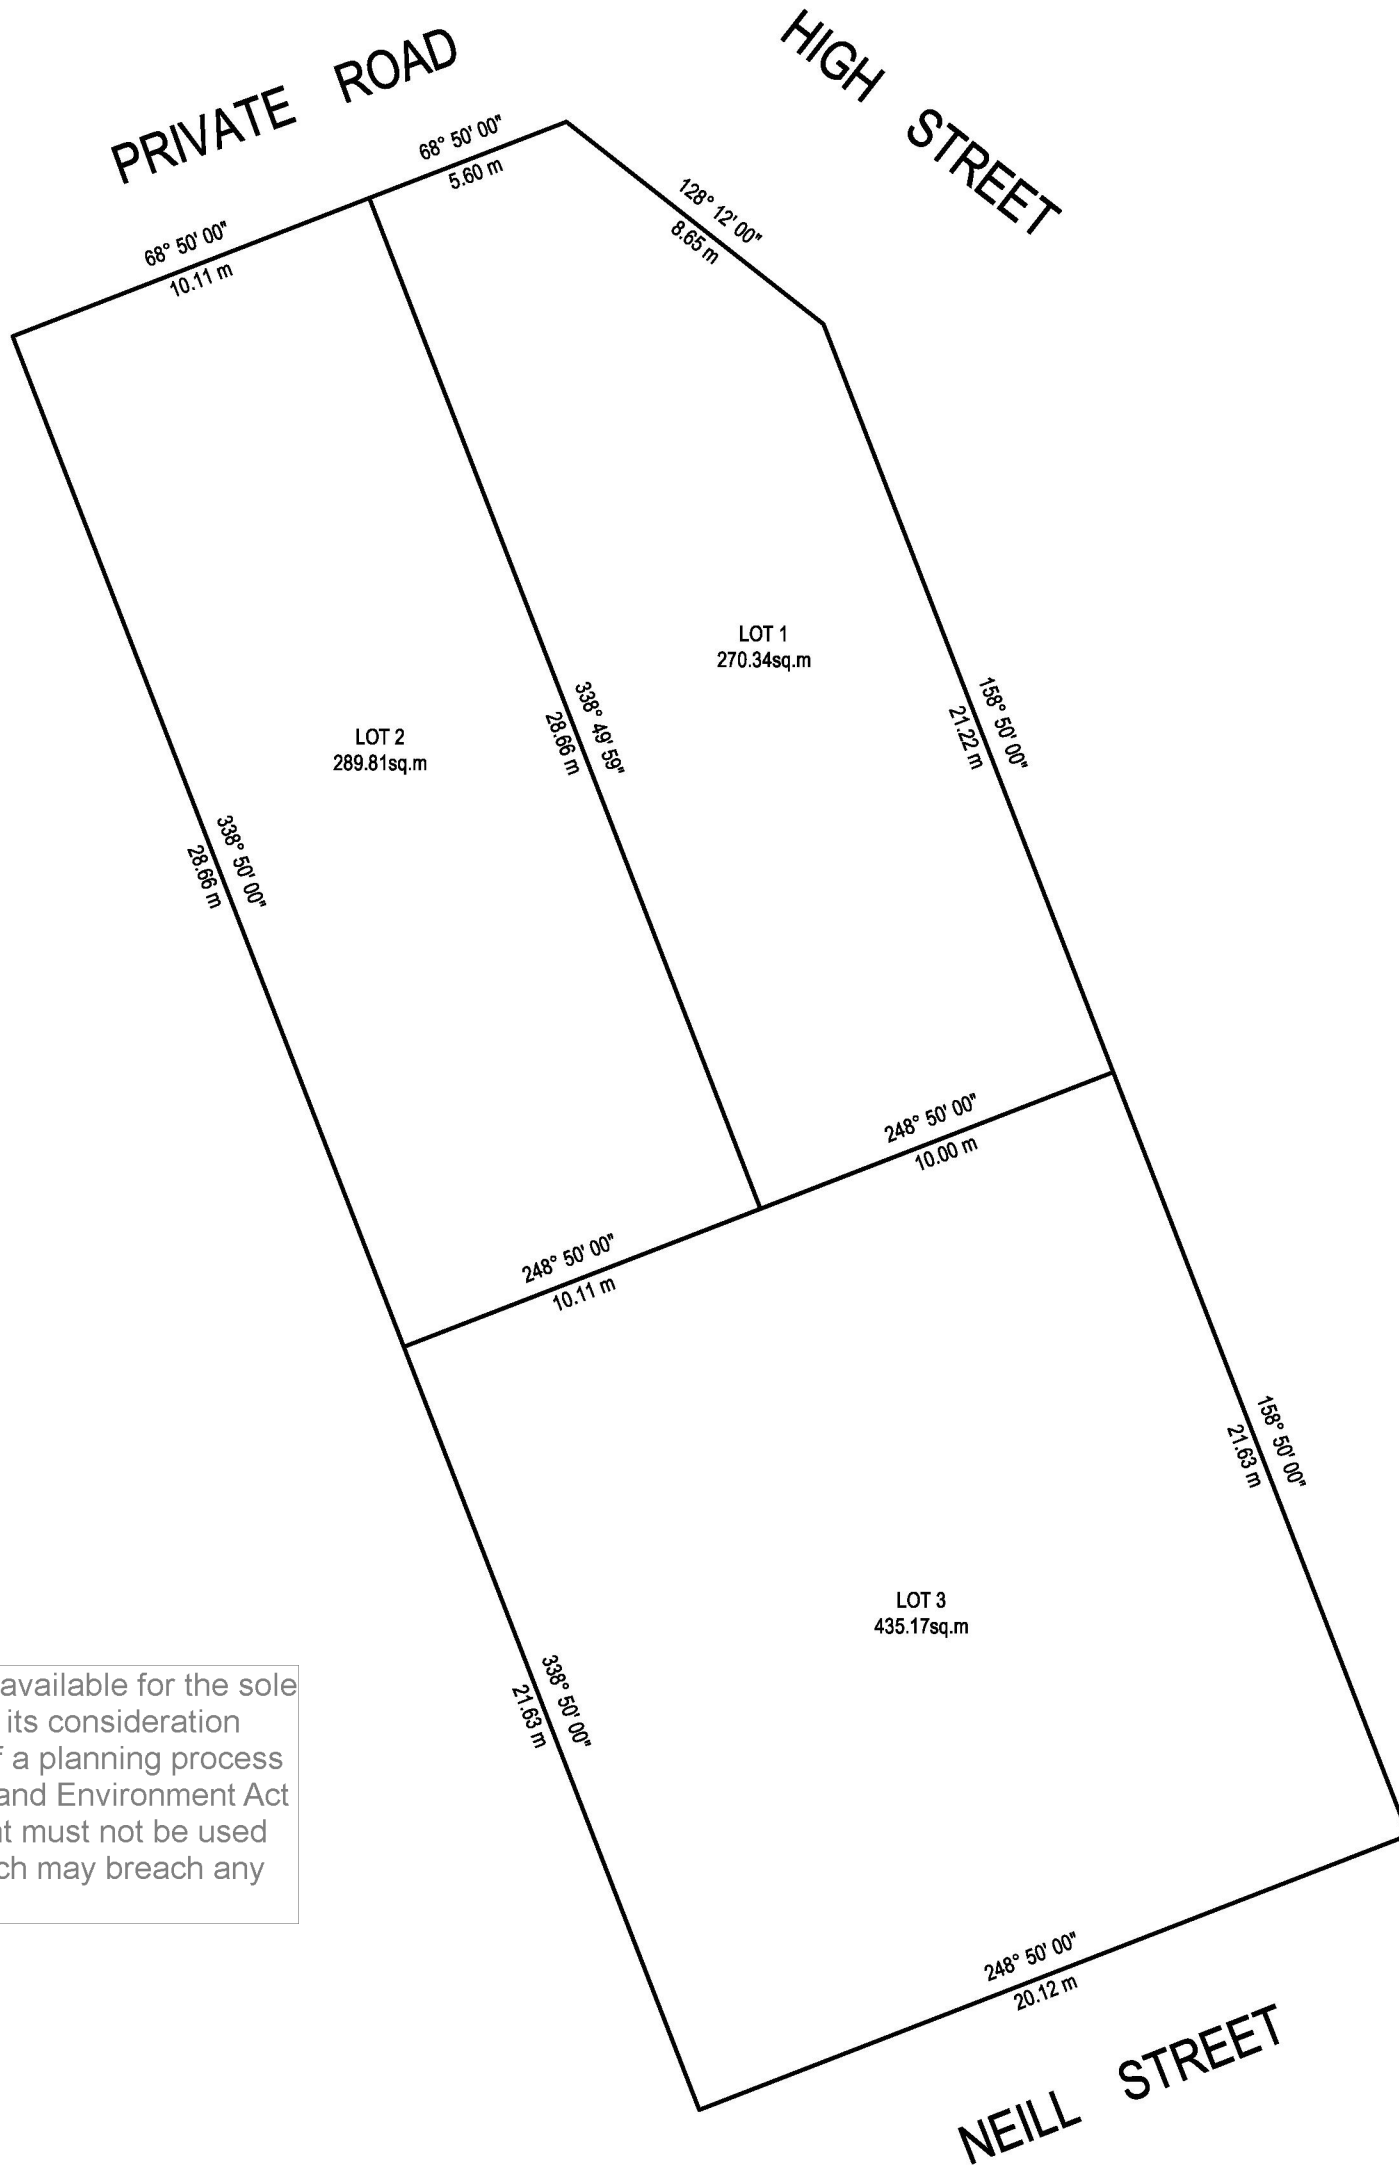 PRIVATE ROAD
HIGH STREET
68° 50' 00"
5.60 m
68° 50' 00"
10.11 m
128° 12' 00"
8.65 m
LOT 1
270.34sq.m
158° 50' 00"
21.22 m
338° 49' 59"
28.66 m
LOT 2
289.81sq.m
338° 50' 00"
28.66 m
248° 50' 00"
10.00 m
248° 50' 00"
10.11 m
158° 50' 00"
21.63 m
LOT 3
435.17sq.m
338° 50' 00"
21.63 m
available for the sole
its consideration
a planning process
and Environment Act
must not be used
may breach any
248° 50' 00"
20.12 m
NEILL STREET